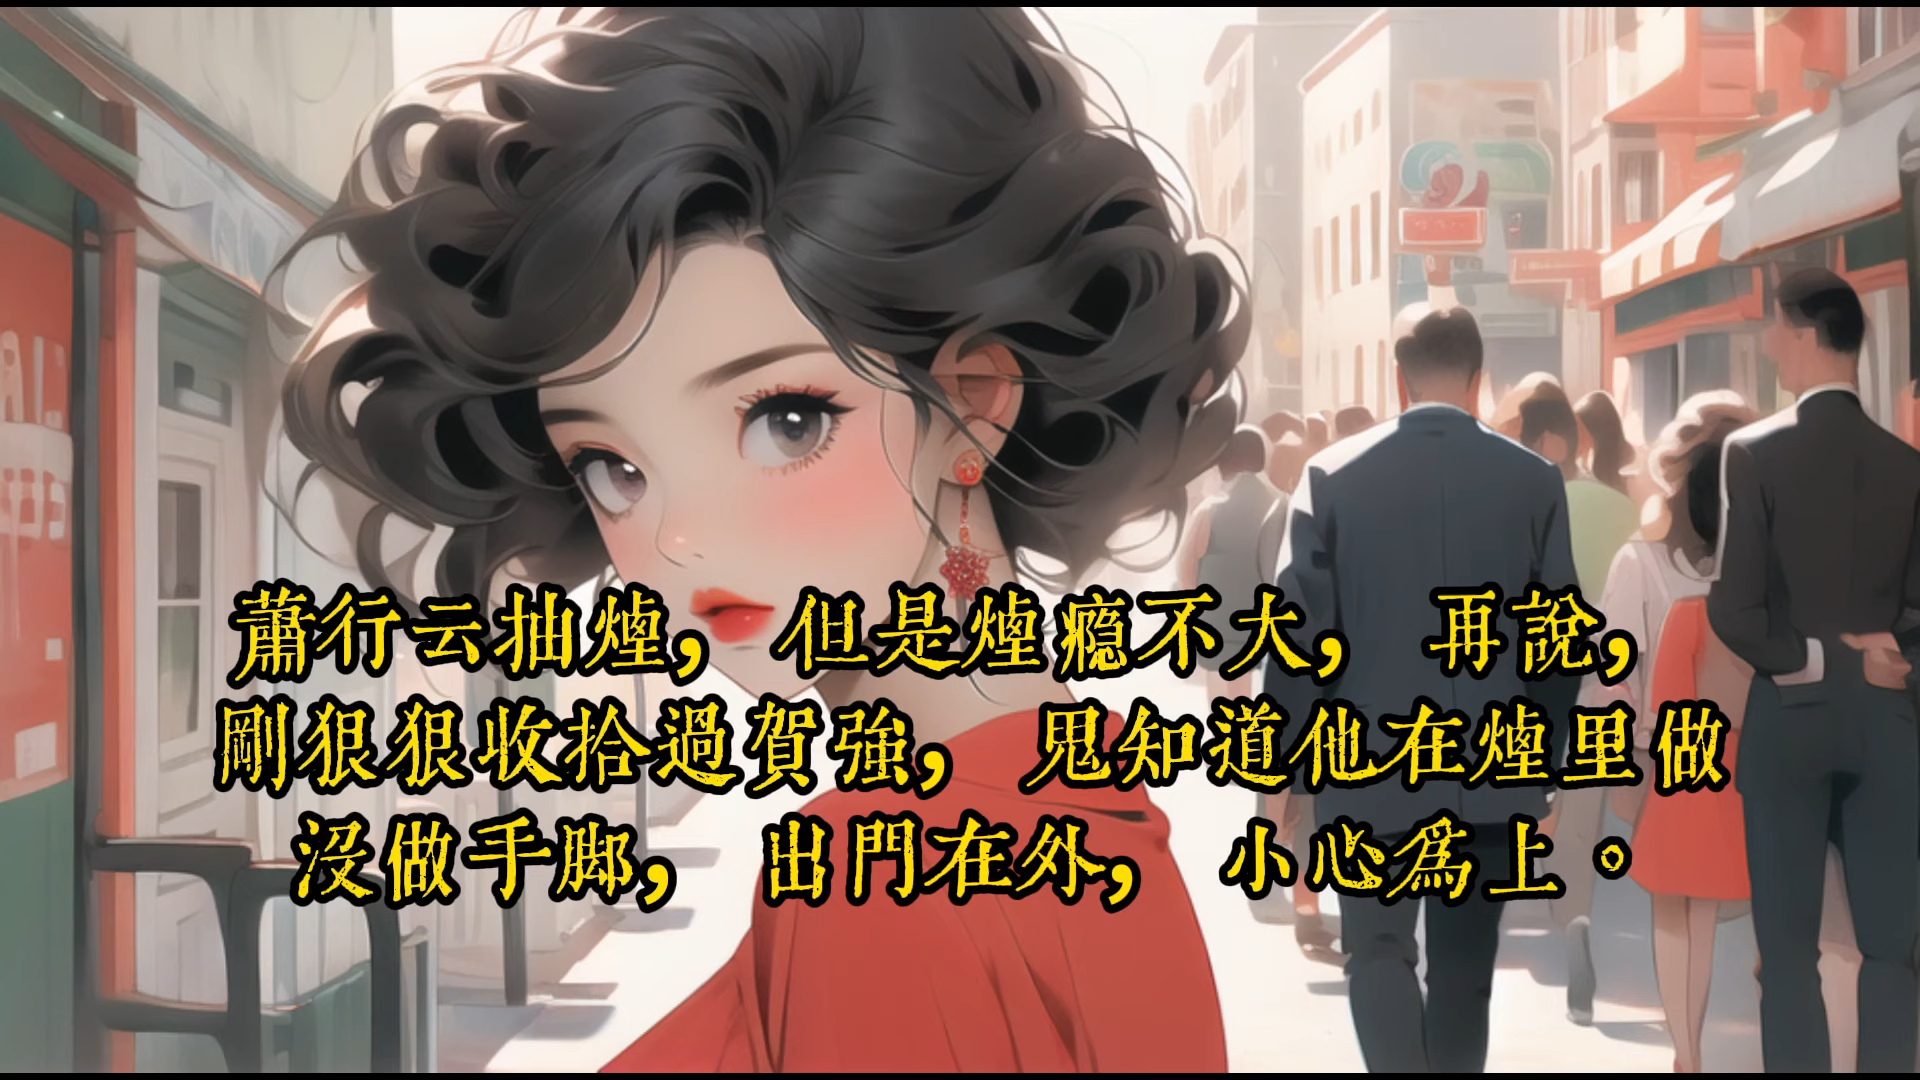 蕭行云抽煙，但是煙瘾不大，再說，
剛狠狠收拾過賀強，鬼知道他在煙里做
沒做手脚，出門在外，小心爲上。